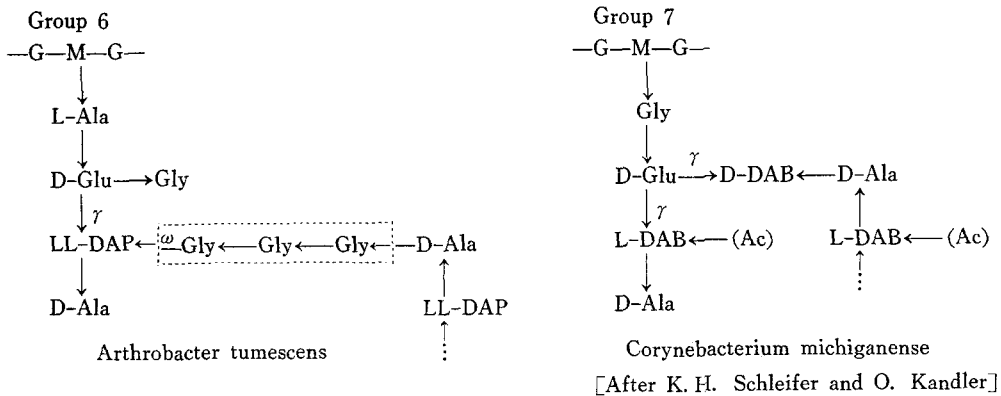 Group 6
—G—M—G—
L-Ala
D-Glu→Gly
γ
LL-DAP← ω Gly←Gly←Gly←D-Ala
D-Ala
LL-DAP
⋮
Arthrobacter tumescens
Group 7
—G—M—G—
Gly
γ
D-Glu→D-DAB←D-Ala
γ
L-DAB←(Ac)
L-DAB←(Ac)
⋮
D-Ala
Corynebacterium michiganense
[After K. H. Schleifer and O. Kandler]